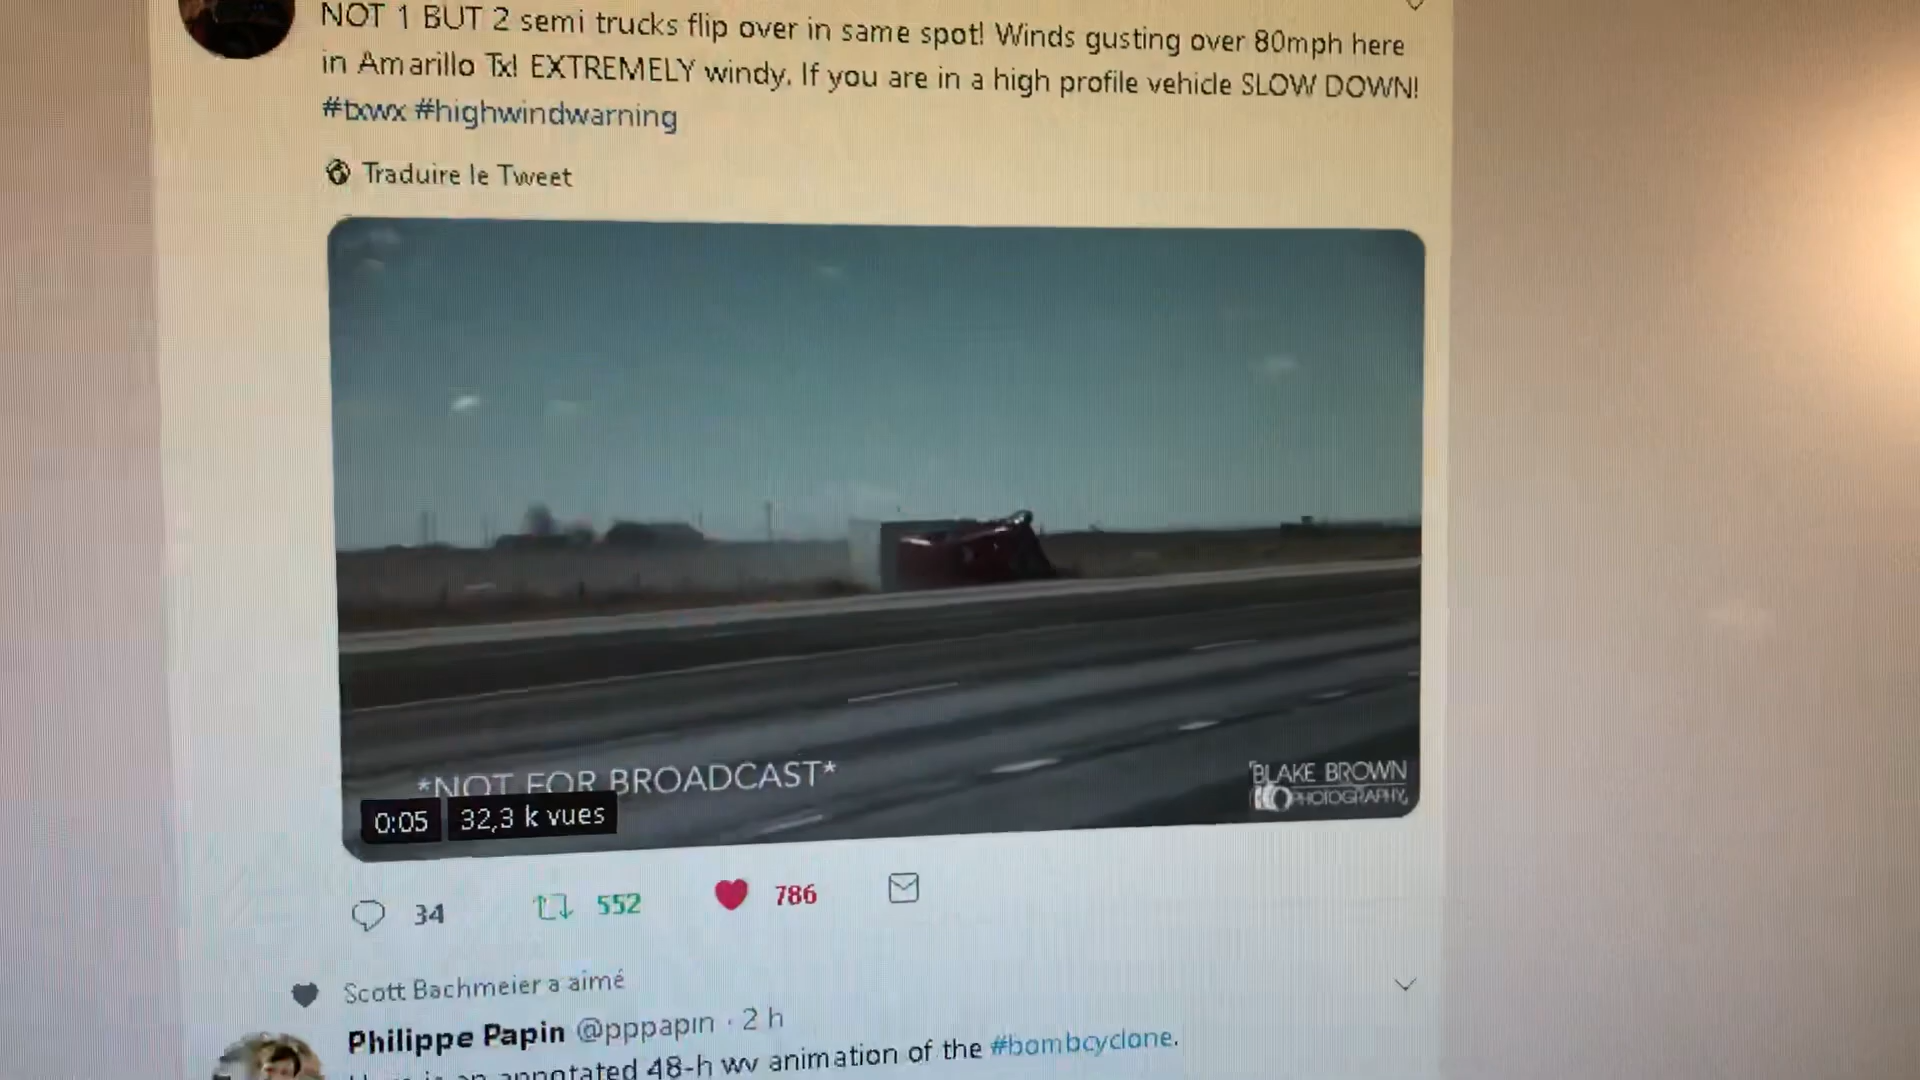 NOT 1 BUT 2 semi trucks flip over in same spot! Winds gusting over 80mph here
in Amarillo Tx! EXTREMELY windy. If you are in a high profile vehicle SLOW DOWN!
#txwx #highwindwarning
Traduire le Tweet
*NOT FOR BROADCAST*
BLAKE BROWN
PHOTOGRAPHY
0:05 32,3 k vues
34 552 786
Scott Bachmeier a aimé
Philippe Papin @pppapin · 2 h
is an annotated 48-h wv animation of the #bombcyclone.